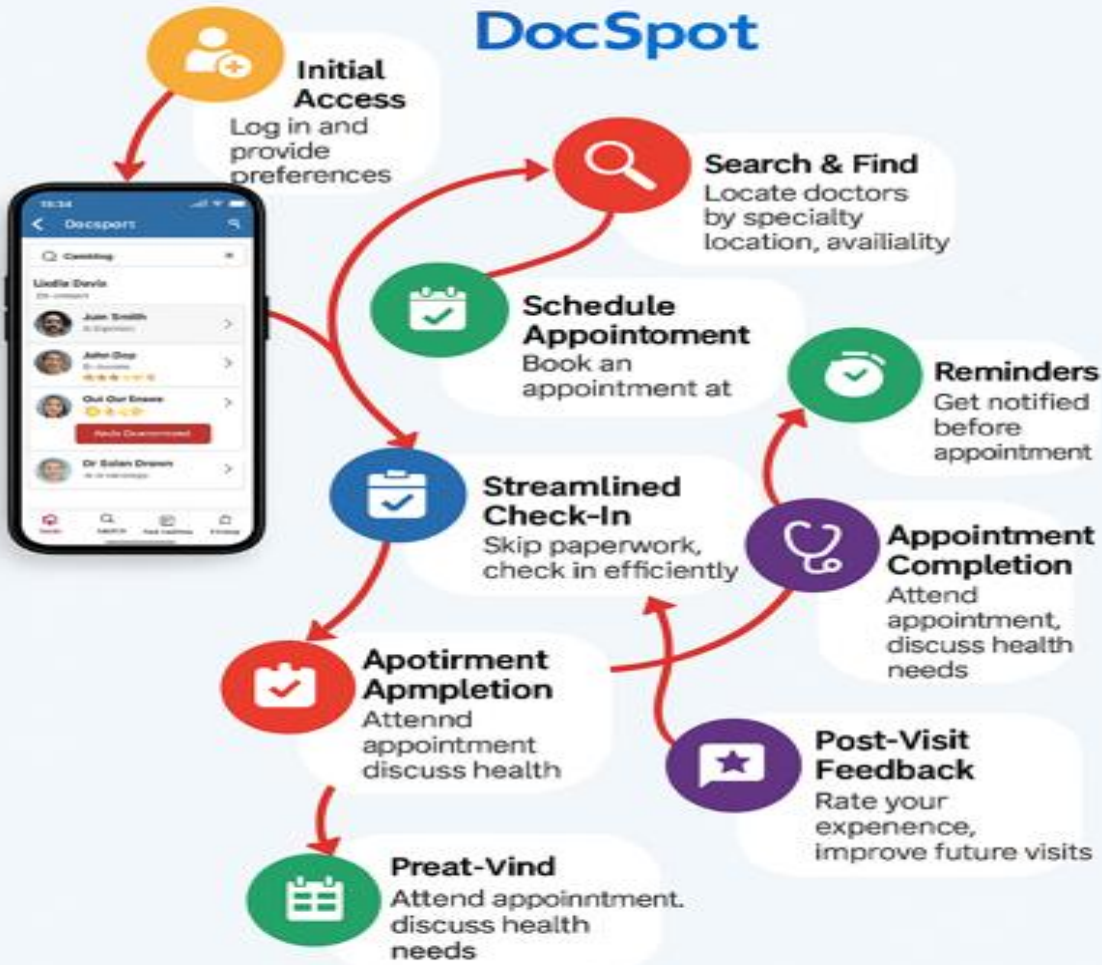 DocSpot
Initial
Access
Log in and
provide
preferences
Search & Find
Locate doctors
by specialty
location, availiality
Schedule
Appointoment
Book an
appointment at
Reminders
Get notified
before
appointment
Streamlined
Check-In
Skip paperwork,
check in efficiently
Appointment
Completion
Attend
appointment,
discuss health
needs
Apotirment
Apmpletion
Attennd
appointment
discuss health
Post-Visit
Feedback
Rate your
expenence,
improve future visits
Preat-Vind
Attend appoinntment.
discuss health
needs
Docsport
Juan Smith